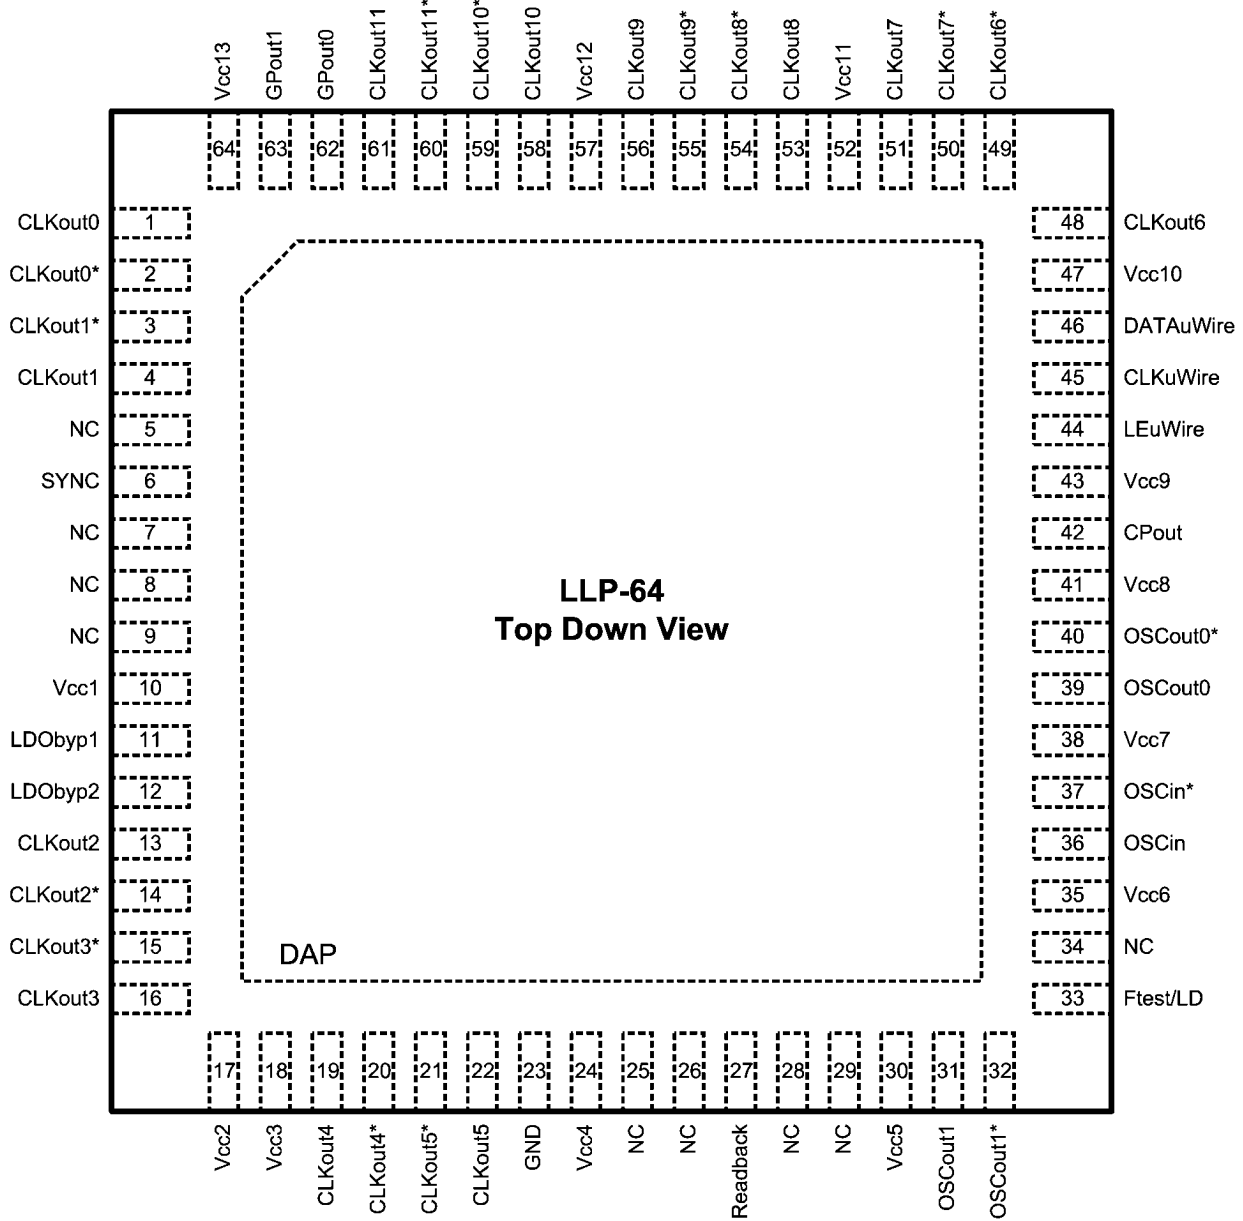 Vcc13 GPout1 GPout0 CLKout11 CLKout11* CLKout10* CLKout10 Vcc12 CLKout9 CLKout9* CLKout8* CLKout8 Vcc11 CLKout7 CLKout7* CLKout6*
64 63 62 61 60 59 58 57 56 55 54 53 52 51 50 49
CLKout0 1 48 CLKout6
CLKout0* 2 47 Vcc10
CLKout1* 3 46 DATAuWire
CLKout1 4 45 CLKuWire
NC 5 44 LEuWire
SYNC 6 43 Vcc9
NC 7 42 CPout
NC 8 41 Vcc8
LLP-64
Top Down View
NC 9 40 OSCout0*
Vcc1 10 39 OSCout0
LDObyp1 11 38 Vcc7
LDObyp2 12 37 OSCin*
CLKout2 13 36 OSCin
CLKout2* 14 35 Vcc6
CLKout3* 15 34 NC
DAP
CLKout3 16 33 Ftest/LD
17 18 19 20 21 22 23 24 25 26 27 28 29 30 31 32
Vcc2 Vcc3 CLKout4 CLKout4* CLKout5* CLKout5 GND Vcc4 NC NC Readback NC NC Vcc5 OSCout1 OSCout1*